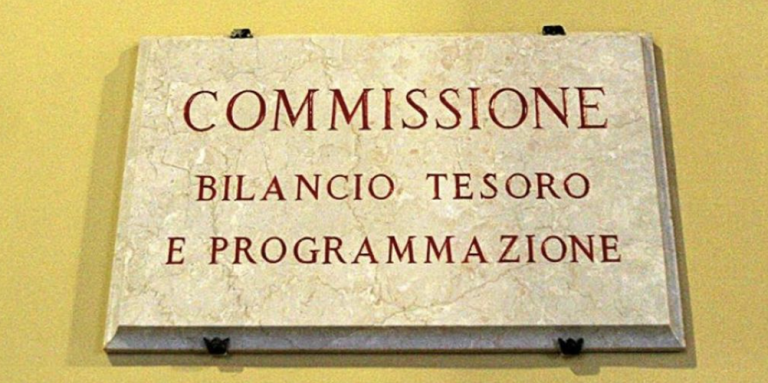 COMMISSIONE
BILANCIO TESORO
E PROGRAMMAZIONE